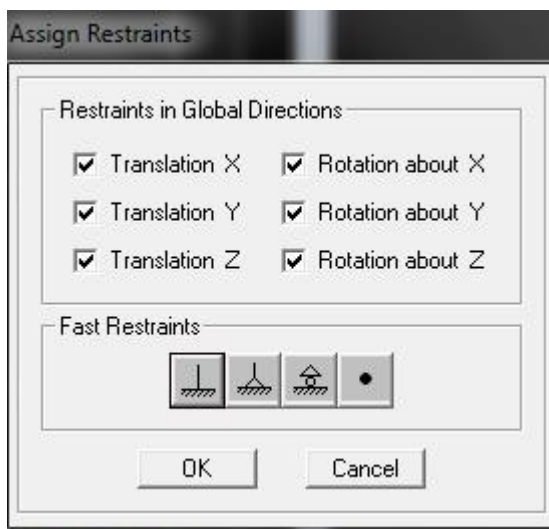 Assign Restraints
Restraints in Global Directions
Translation X Rotation about X
Translation Y Rotation about Y
Translation Z Rotation about Z
Fast Restraints
OK Cancel